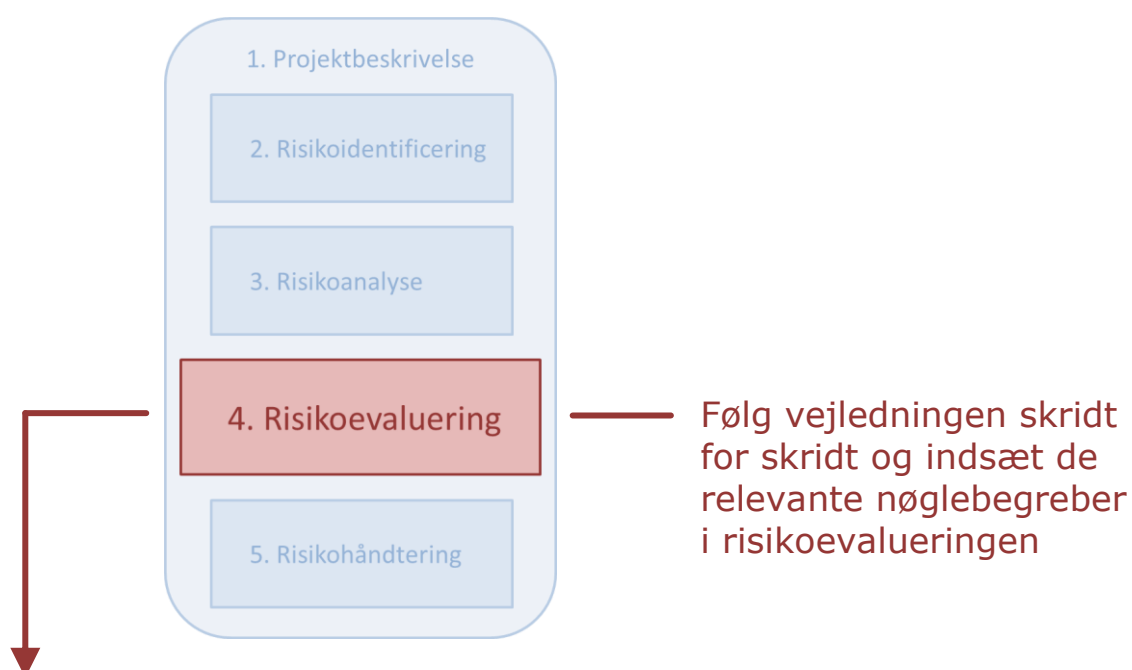 1. Projektbeskrivelse
2. Risikoidentificering
3. Risikoanalyse
4. Risikoevaluering
5. Risikohåndtering
Følg vejledningen skridt
for skridt og indsæt de
relevante nøglebegreber
i risikoevalueringen